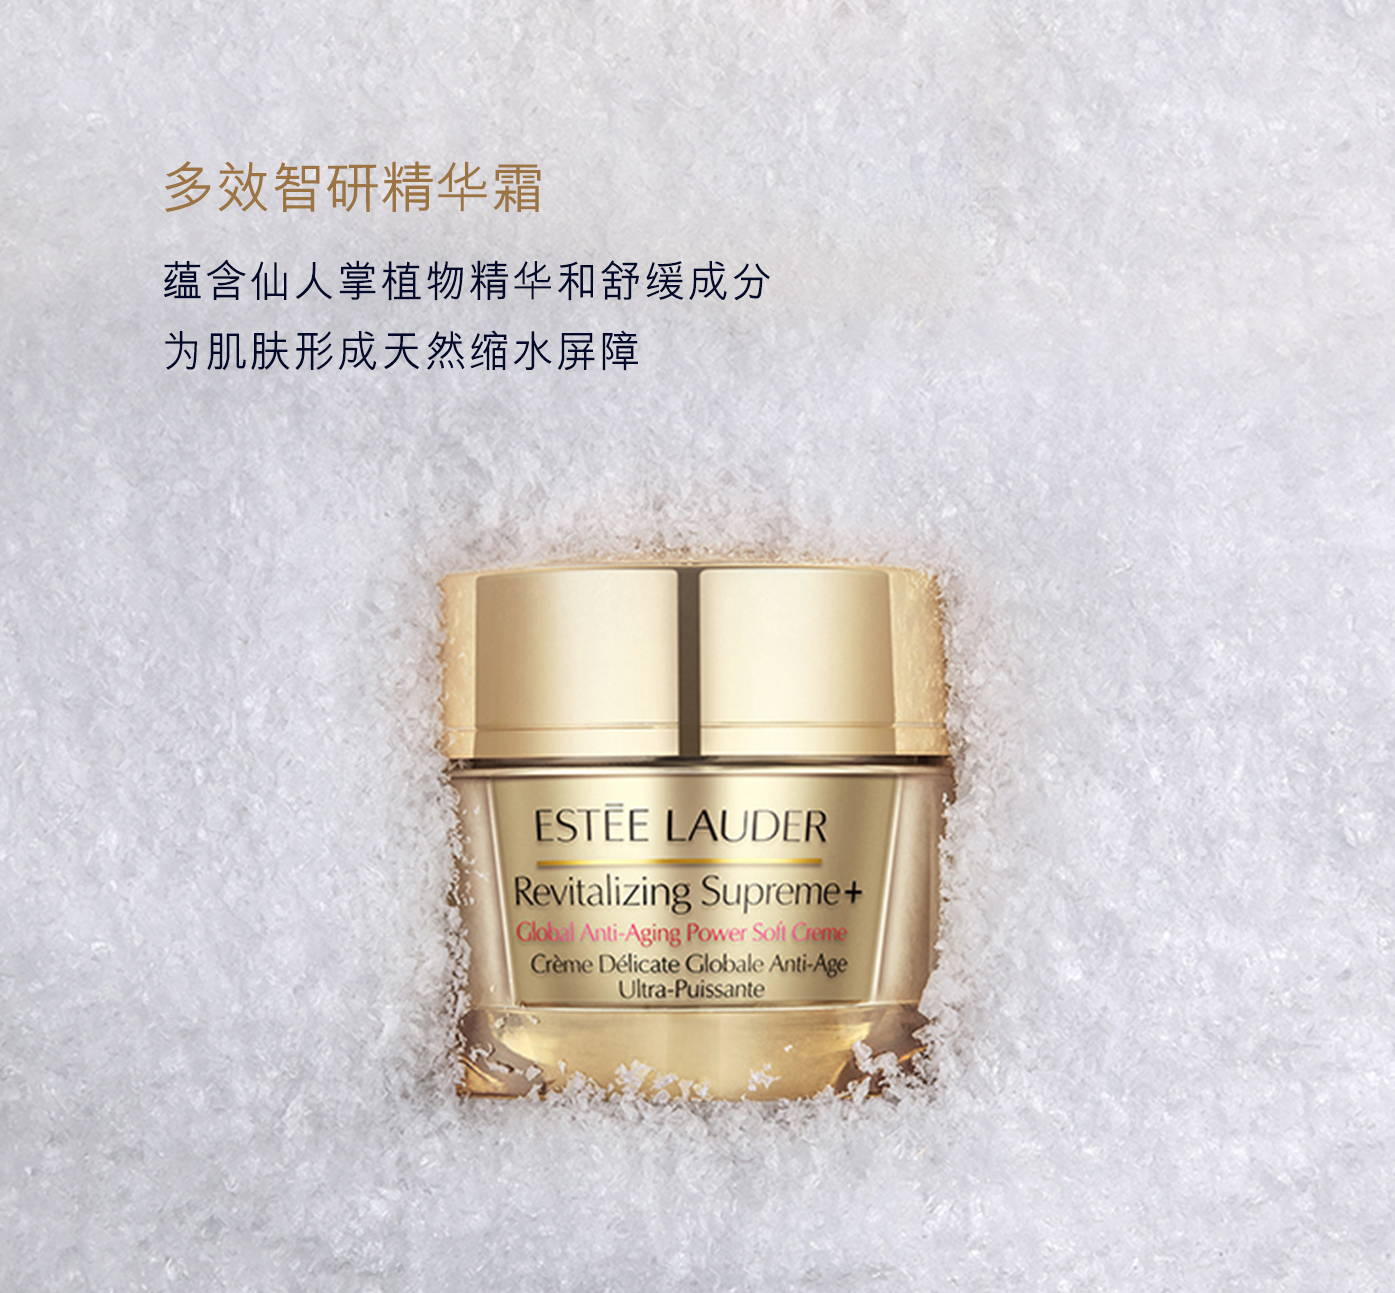 多效智研精华霜
蕴含仙人掌植物精华和舒缓成分
为肌肤形成天然缩水屏障
ESTĒE LAUDER
Revitalizing Supreme+
Global Anti-Aging Power Soft Creme
Crème Délicate Globale Anti-Age
Ultra-Puissante